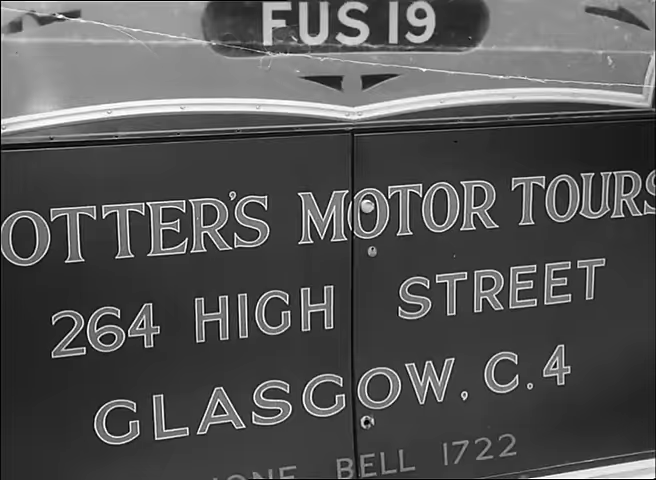 FUS 19
OTTER'S MOTOR TOURS
264 HIGH STREET
GLASGOW. C.4
BELL 1722